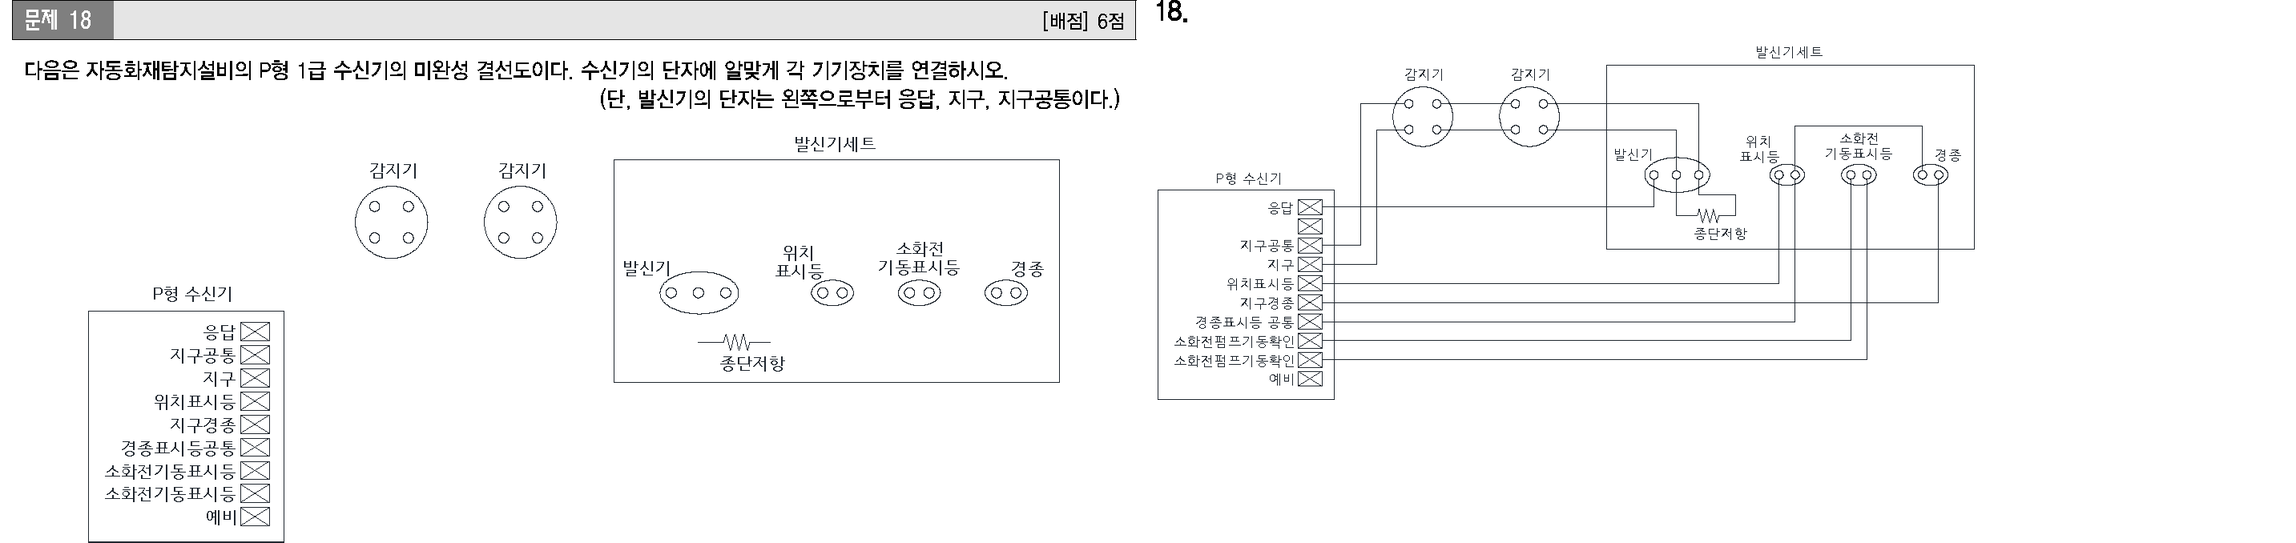 문제 18
[배점] 6점
다음은 자동화재탐지설비의 P형 1급 수신기의 미완성 결선도이다. 수신기의 단자에 알맞게 각 기기장치를 연결하시오.
(단, 발신기의 단자는 왼쪽으로부터 응답, 지구, 지구공통이다.)
발신기세트
감지기
감지기
발신기
위치
표시등
소화전
기동표시등
경종
종단저항
P형 수신기
응답
지구공통
지구
위치표시등
지구경종
경종표시등공통
소화전기동표시등
소화전기동표시등
예비
18.
발신기세트
감지기
감지기
발신기
위치
표시등
소화전
기동표시등
경종
종단저항
P형 수신기
응답
지구공통
지구
위치표시등
지구경종
경종표시등 공통
소화전펌프기동확인
소화전펌프기동확인
예비